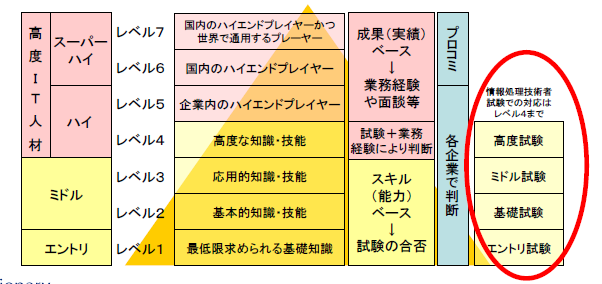 高度IT人材
スーパー
ハイ
ハイ
ミドル
エントリ
レベル7
レベル6
レベル5
レベル4
レベル3
レベル2
レベル1
国内のハイエンドプレイヤーかつ
世界で通用するプレーヤー
国内のハイエンドプレイヤー
企業内のハイエンドプレイヤー
高度な知識・技能
応用的知識・技能
基本的知識・技能
最低限求められる基礎知識
成果(実績)
ベース
↓
業務経験
や面談等
試験+業務
経験により判断
スキル
(能力)
ベース
↓
試験の合否
プロコミ
各企業で判断
情報処理技術者
試験での対応は
レベル4まで
高度試験
ミドル試験
基礎試験
エントリ試験